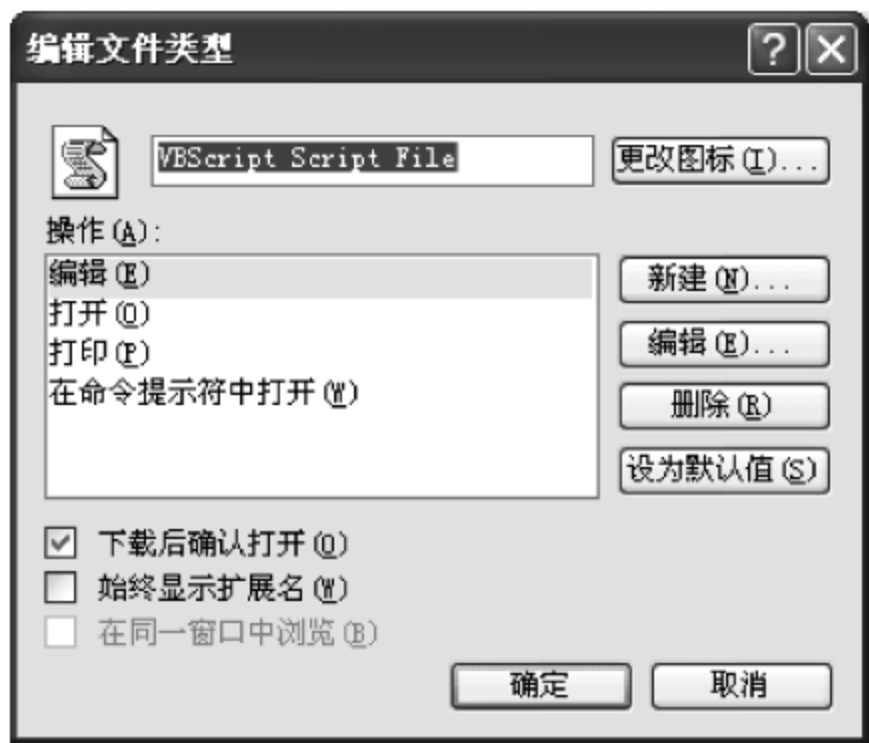 编辑文件类型
VBScript Script File
更改图标(I)...
操作(A):
编辑(E)
打开(O)
打印(P)
在命令提示符中打开(W)
新建(N)...
编辑(E)...
删除(R)
设为默认值(S)
下载后确认打开(O)
始终显示扩展名(W)
在同一窗口中浏览(B)
确定
取消